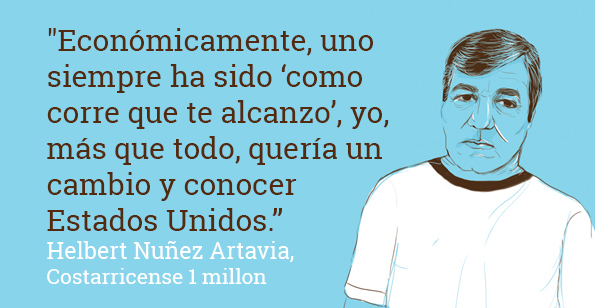 "Económicamente, uno
siempre ha sido ‘como
corre que te alcanzo’, yo,
más que todo, quería un
cambio y conocer
Estados Unidos.”
Helbert Nuñez Artavia,
Costarricense 1 millon